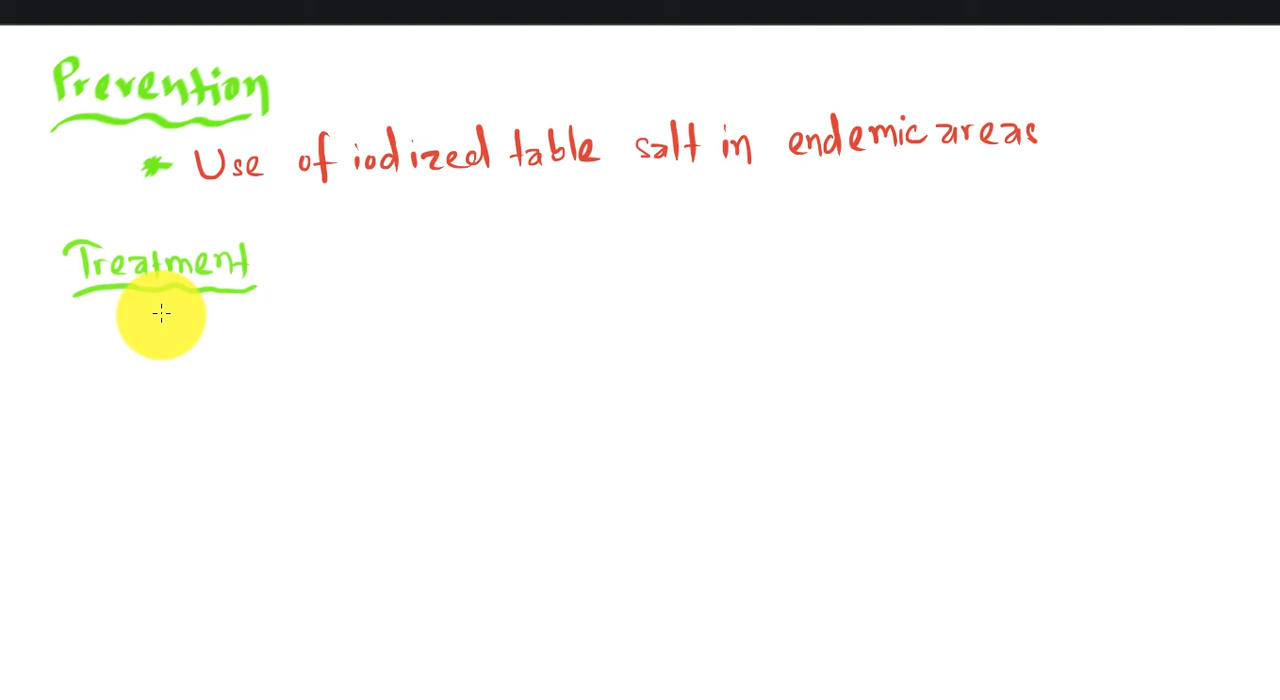 Prevention
* Use of iodized table salt in endemic areas
Treatment